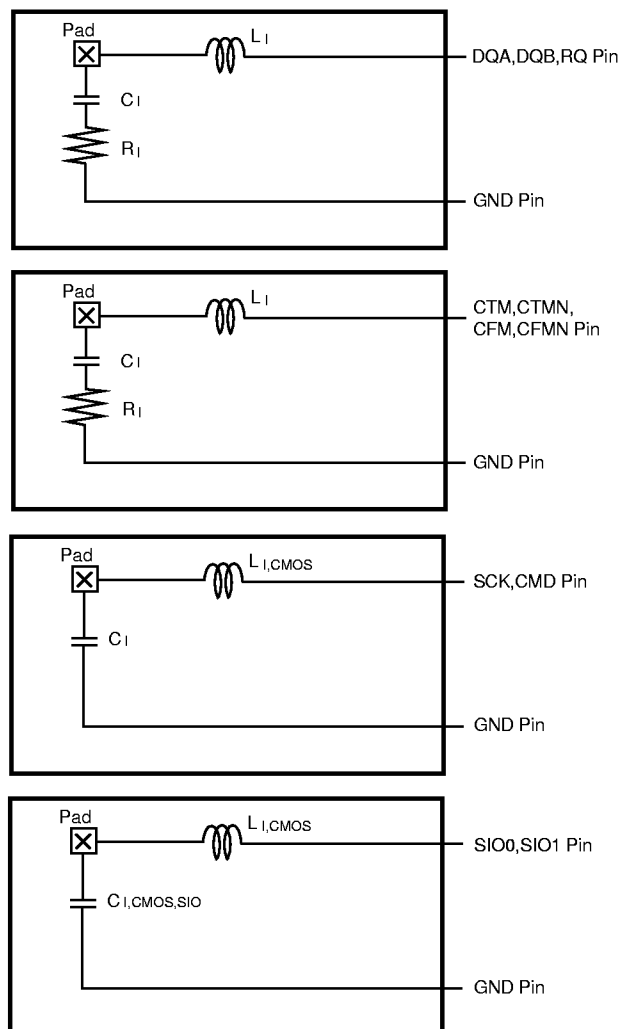 Pad
L I
DQA,DQB,RQ Pin
C I
R I
GND Pin
Pad
L I
CTM,CTMN,
CFM,CFMN Pin
C I
R I
GND Pin
Pad
L I,CMOS
SCK,CMD Pin
C I
GND Pin
Pad
L I,CMOS
SIO0,SIO1 Pin
C I,CMOS,SIO
GND Pin